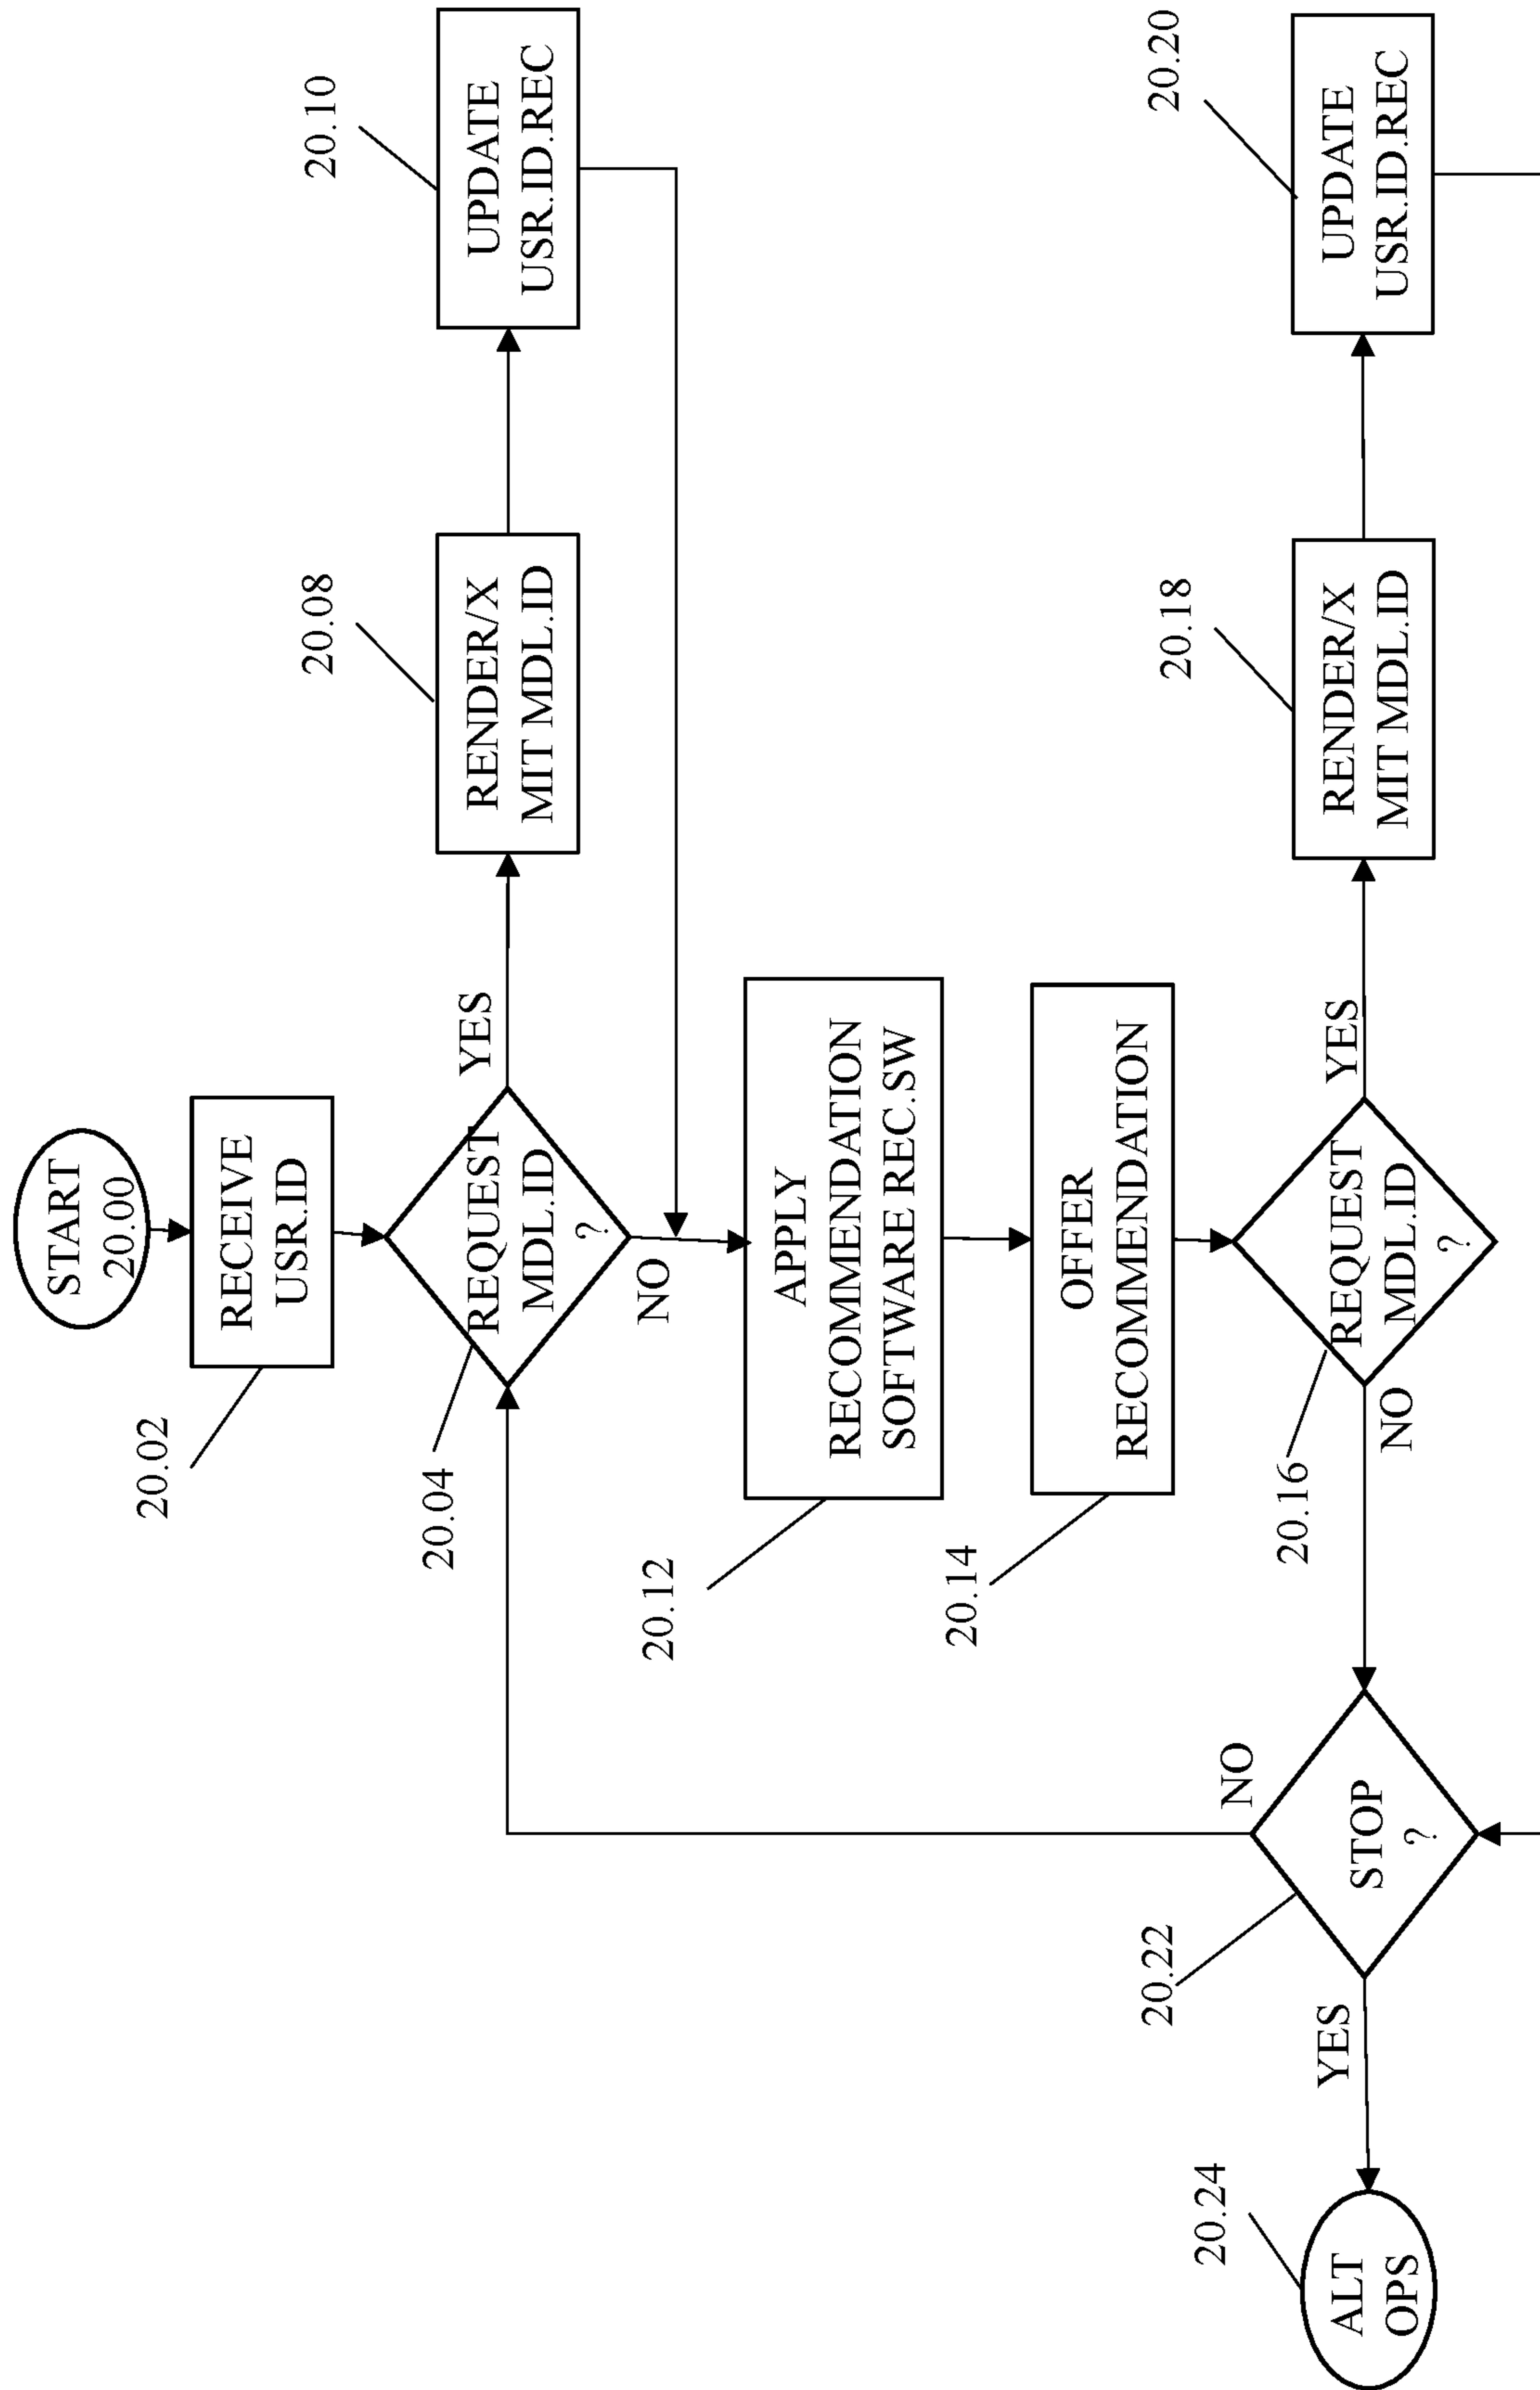 START
20.00
20.02
RECEIVE
USR.ID
20.04
REQUEST
MDL.ID
?
YES
20.08
RENDER/X
MIT MDL.ID
20.10
UPDATE
USR.ID.REC
NO
20.12
APPLY
RECOMMENDATION
SOFTWARE REC.SW
20.14
OFFER
RECOMMENDATION
20.16
REQUEST
MDL.ID
?
YES
20.18
RENDER/X
MIT MDL.ID
20.20
UPDATE
USR.ID.REC
NO
20.22
STOP
?
NO
YES
20.24
ALT
OPS